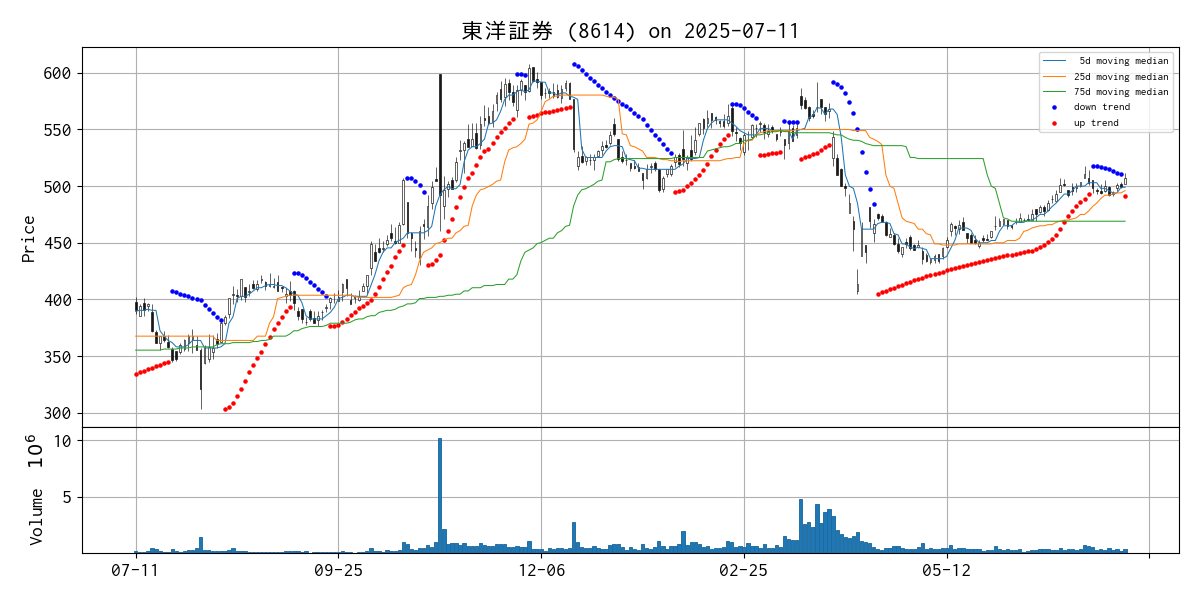 東洋証券 (8614) on 2025-07-11
600
550
500
450
400
350
300
Price
5d moving median
25d moving median
75d moving median
down trend
up trend
10
5
Volume 10⁶
07-11
09-25
12-06
02-25
05-12